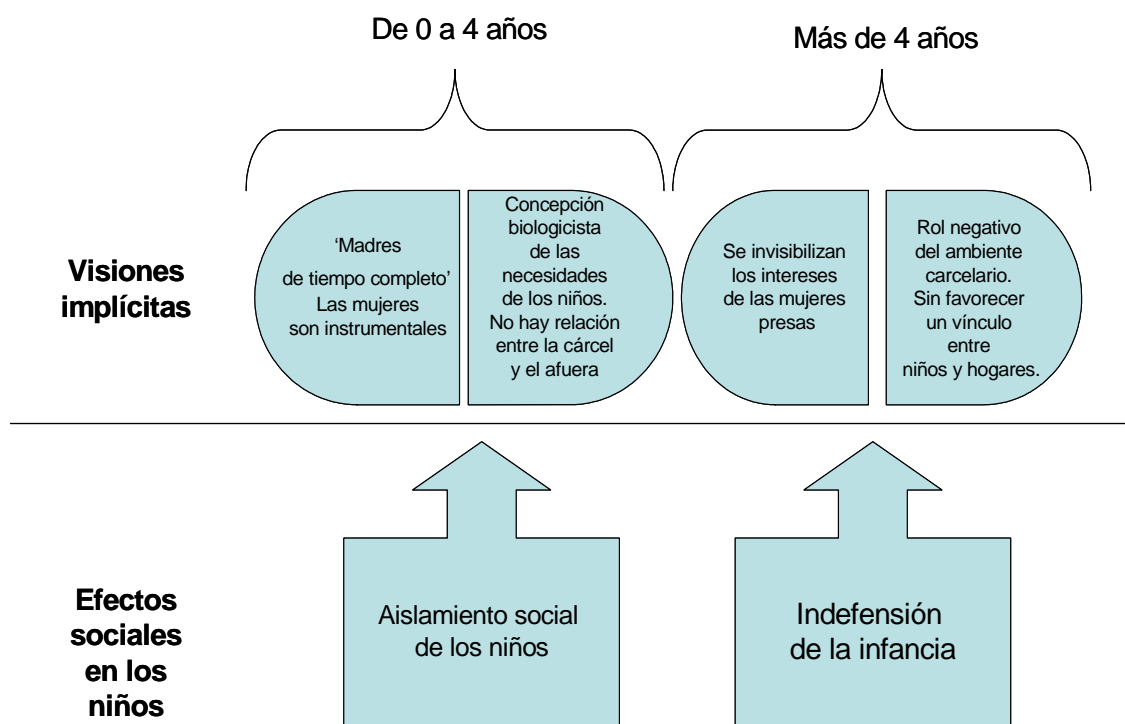 De 0 a 4 años
Más de 4 años
Visiones
implícitas
‘Madres
de tiempo completo’
Las mujeres
son instrumentales
Concepción
biologicista
de las
necesidades
de los niños.
No hay relación
entre la cárcel
y el afuera
Se invisibilizan
los intereses
de las mujeres
presas
Rol negativo
del ambiente
carcelario.
Sin favorecer
un vínculo
entre
niños y hogares.
Efectos
sociales
en los
niños
Aislamiento social
de los niños
Indefensión
de la infancia